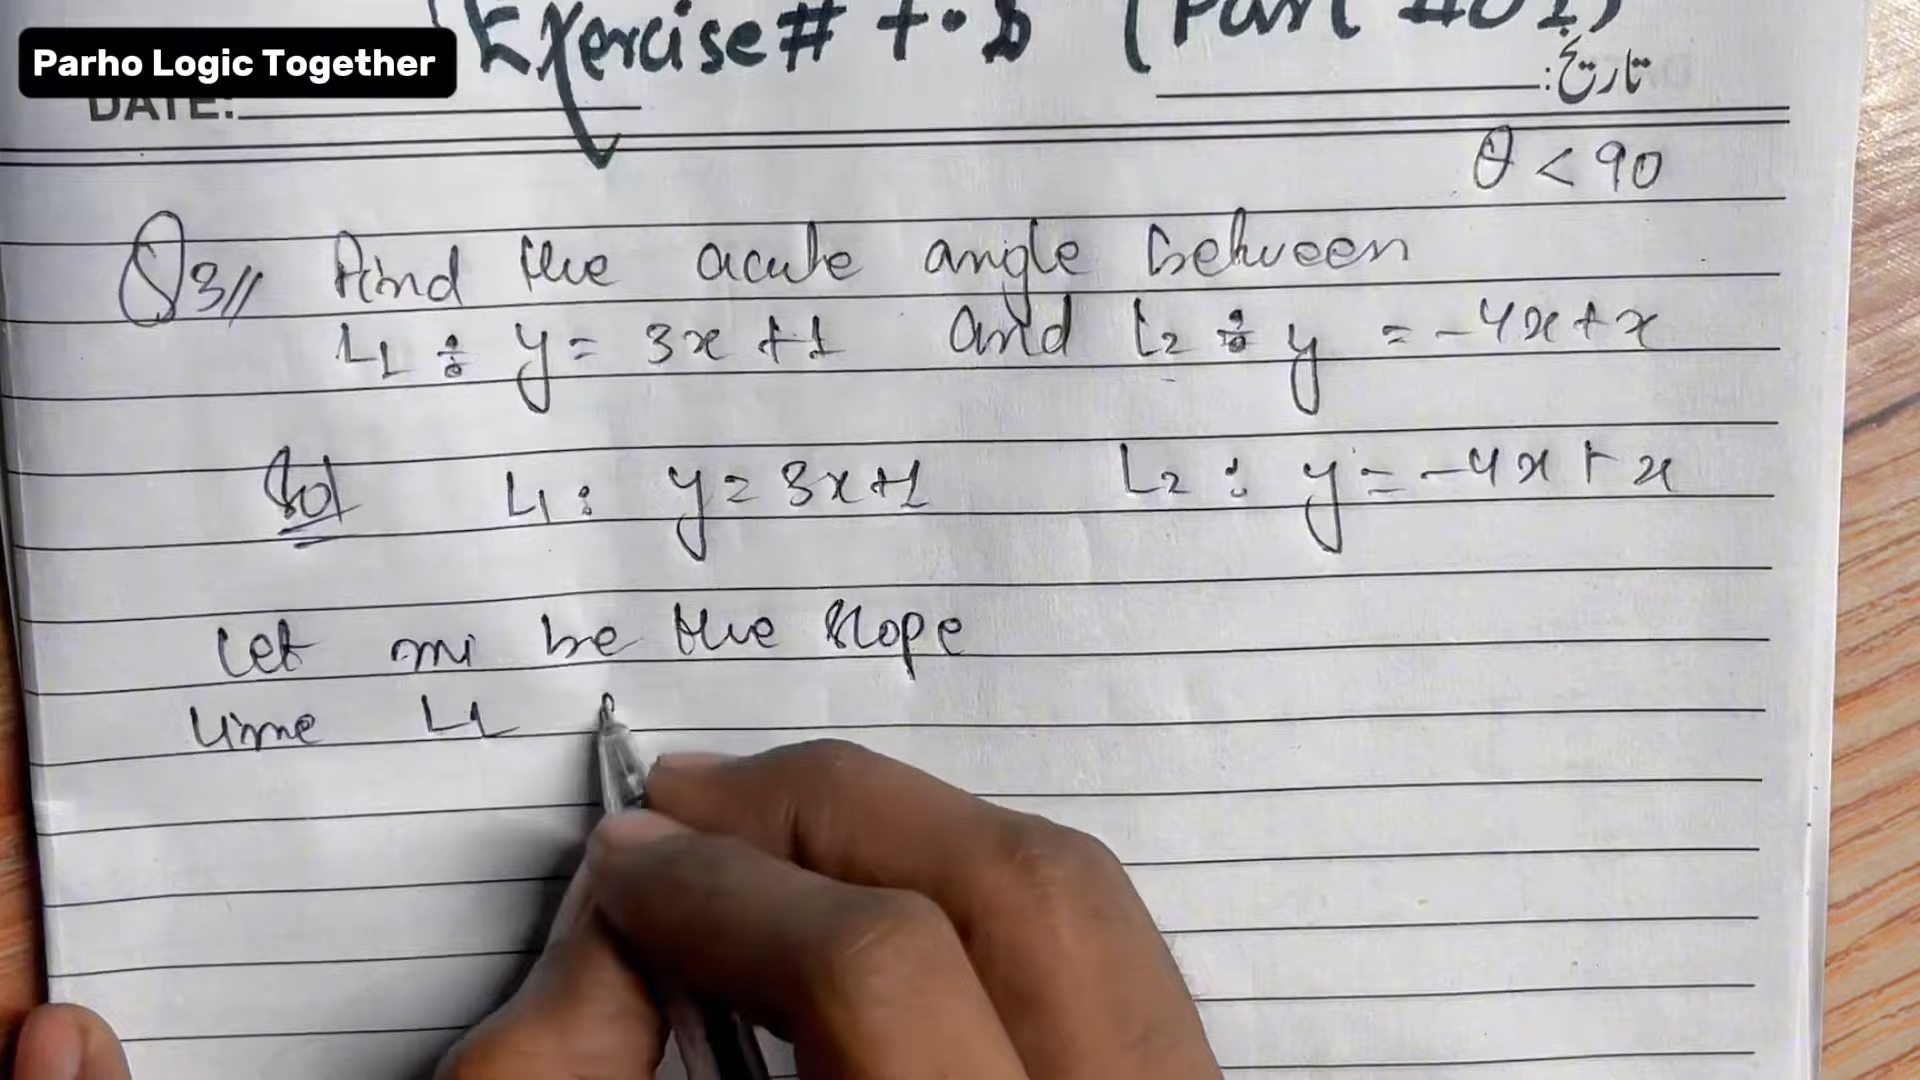 Exercise# 7.3 (Part #01)
Parho Logic Together
DATE:
تاریخ:
θ < 90
Q3// Find the acute angle between
L1 : y = 3x + 1 and L2 : y = -4x + x
Sol L1 : y = 3x+1 L2 : y = -4x + x
Let m1 be the slope
line L1